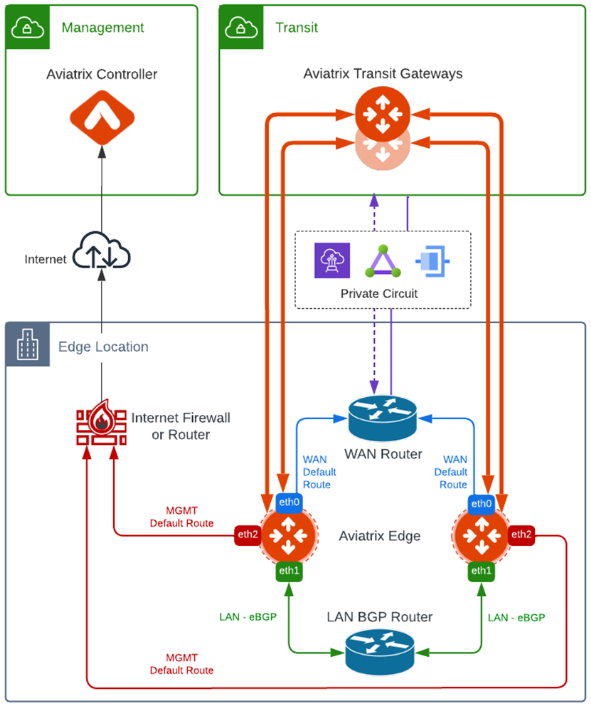 Management
Transit
Aviatrix Controller
Aviatrix Transit Gateways
Internet
Private Circuit
Edge Location
Internet Firewall
or Router
WAN Router
WAN
Default
Route
WAN
Default
Route
MGMT
Default Route
eth0
eth0
eth2
Aviatrix Edge
eth2
eth1
eth1
LAN - eBGP
LAN BGP Router
LAN - eBGP
MGMT
Default Route